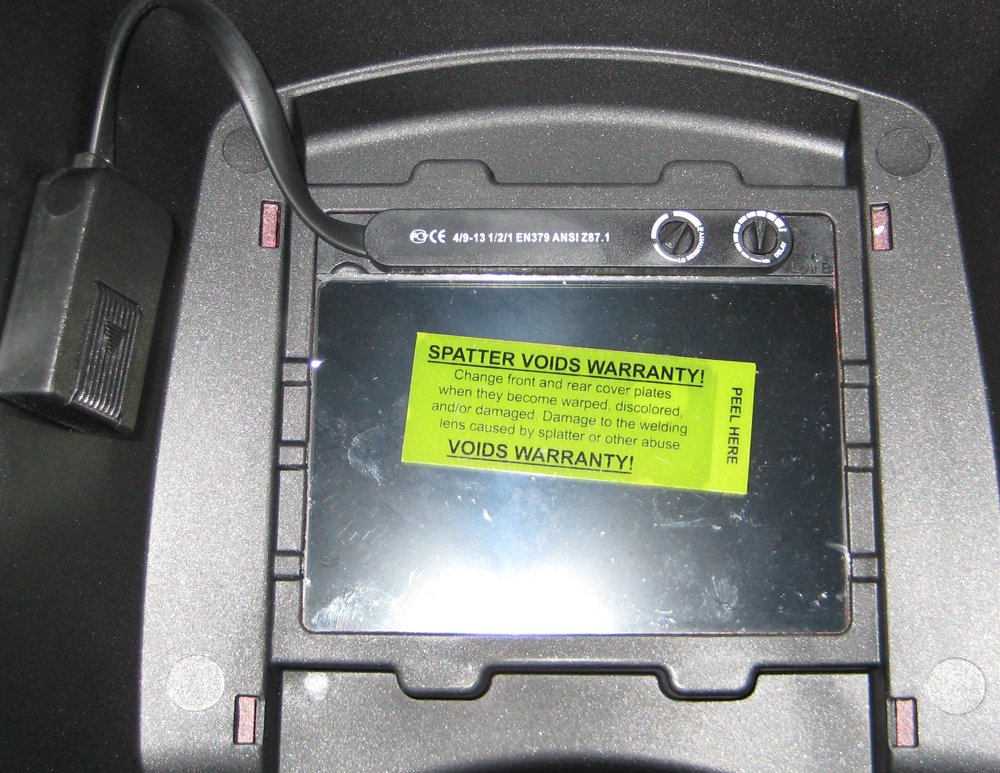 CE 4/9-13 1/2/1 EN379 ANSI Z87.1
Low B
SPATTER VOIDS WARRANTY!
Change front and rear cover plates
when they become warped, discolored,
and/or damaged. Damage to the welding
lens caused by splatter or other abuse
VOIDS WARRANTY!
PEEL HERE